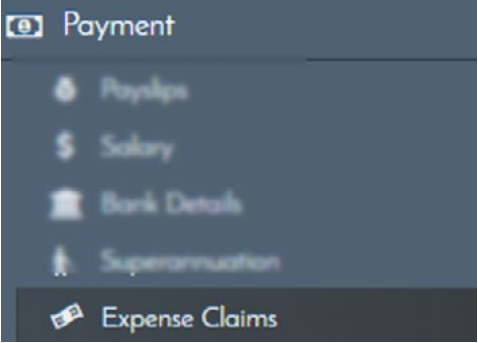 Payment
Payslips
Salary
Bank Details
Superannuation
Expense Claims